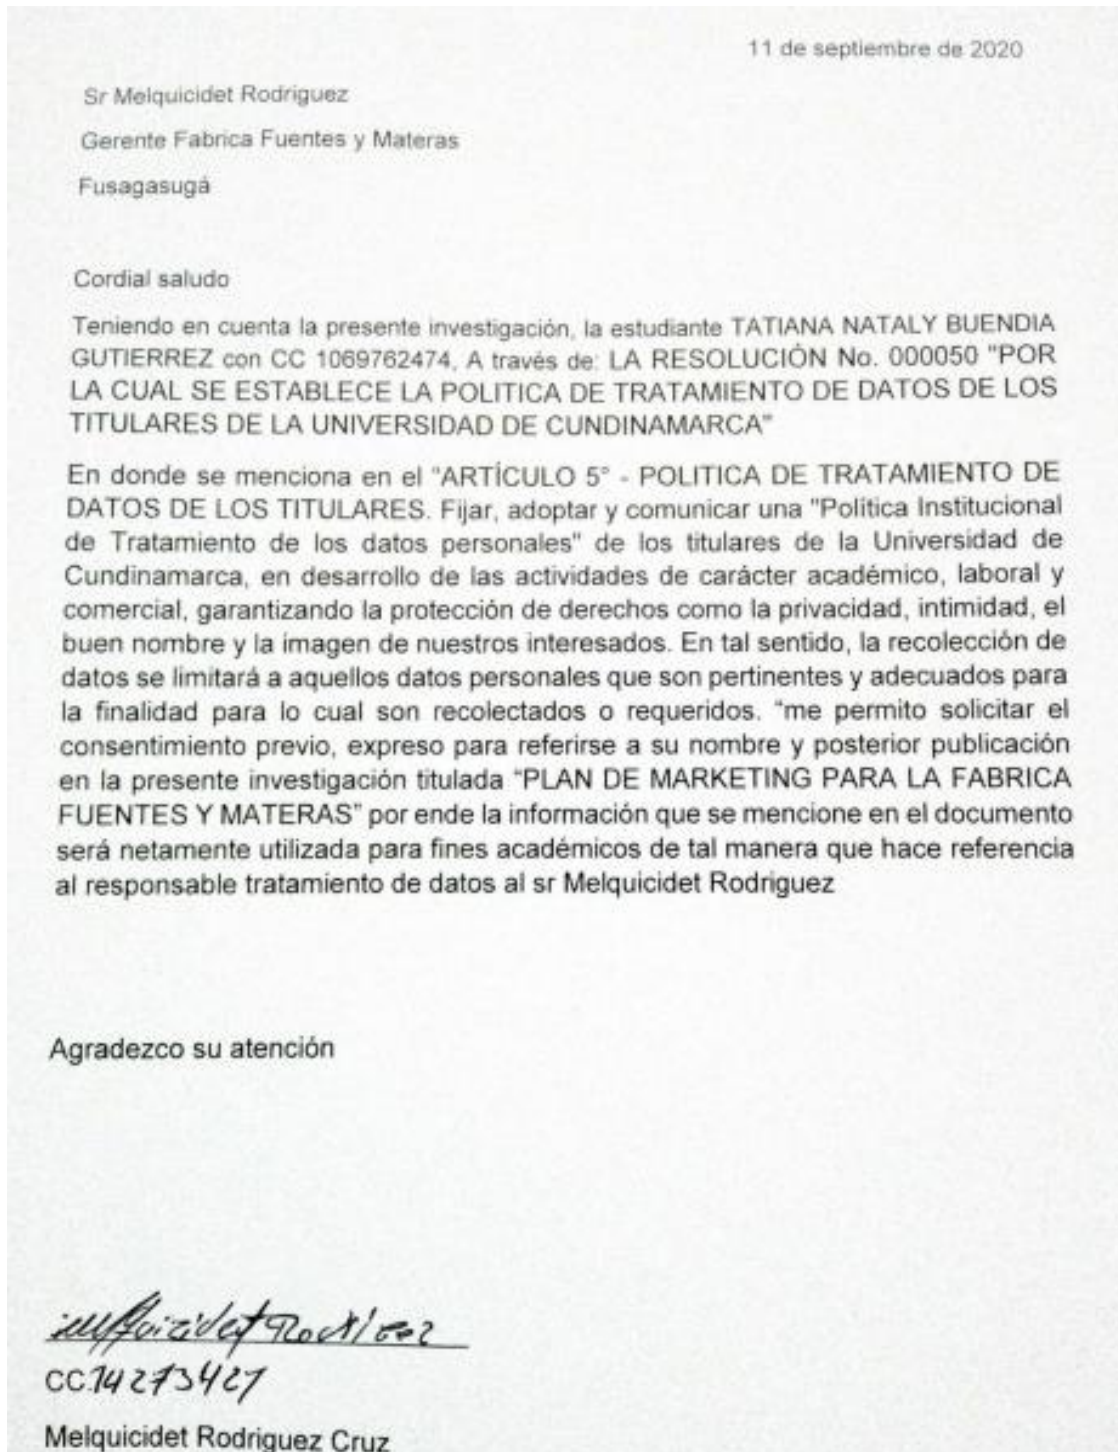 11 de septiembre de 2020
Sr Melquicidet Rodriguez
Gerente Fabrica Fuentes y Materas
Fusagasugá
Cordial saludo
Teniendo en cuenta la presente investigación, la estudiante TATIANA NATALY BUENDIA
GUTIERREZ con CC 1069762474, A través de: LA RESOLUCIÓN No. 000050 "POR
LA CUAL SE ESTABLECE LA POLITICA DE TRATAMIENTO DE DATOS DE LOS
TITULARES DE LA UNIVERSIDAD DE CUNDINAMARCA"
En donde se menciona en el "ARTÍCULO 5° - POLITICA DE TRATAMIENTO DE
DATOS DE LOS TITULARES. Fijar, adoptar y comunicar una "Política Institucional
de Tratamiento de los datos personales" de los titulares de la Universidad de
Cundinamarca, en desarrollo de las actividades de carácter académico, laboral y
comercial, garantizando la protección de derechos como la privacidad, intimidad, el
buen nombre y la imagen de nuestros interesados. En tal sentido, la recolección de
datos se limitará a aquellos datos personales que son pertinentes y adecuados para
la finalidad para lo cual son recolectados o requeridos. "me permito solicitar el
consentimiento previo, expreso para referirse a su nombre y posterior publicación
en la presente investigación titulada "PLAN DE MARKETING PARA LA FABRICA
FUENTES Y MATERAS" por ende la información que se mencione en el documento
será netamente utilizada para fines académicos de tal manera que hace referencia
al responsable tratamiento de datos al sr Melquicidet Rodriguez
Agradezco su atención
Melquicidet Rodriguez
CC.14273421
Melquicidet Rodriguez Cruz